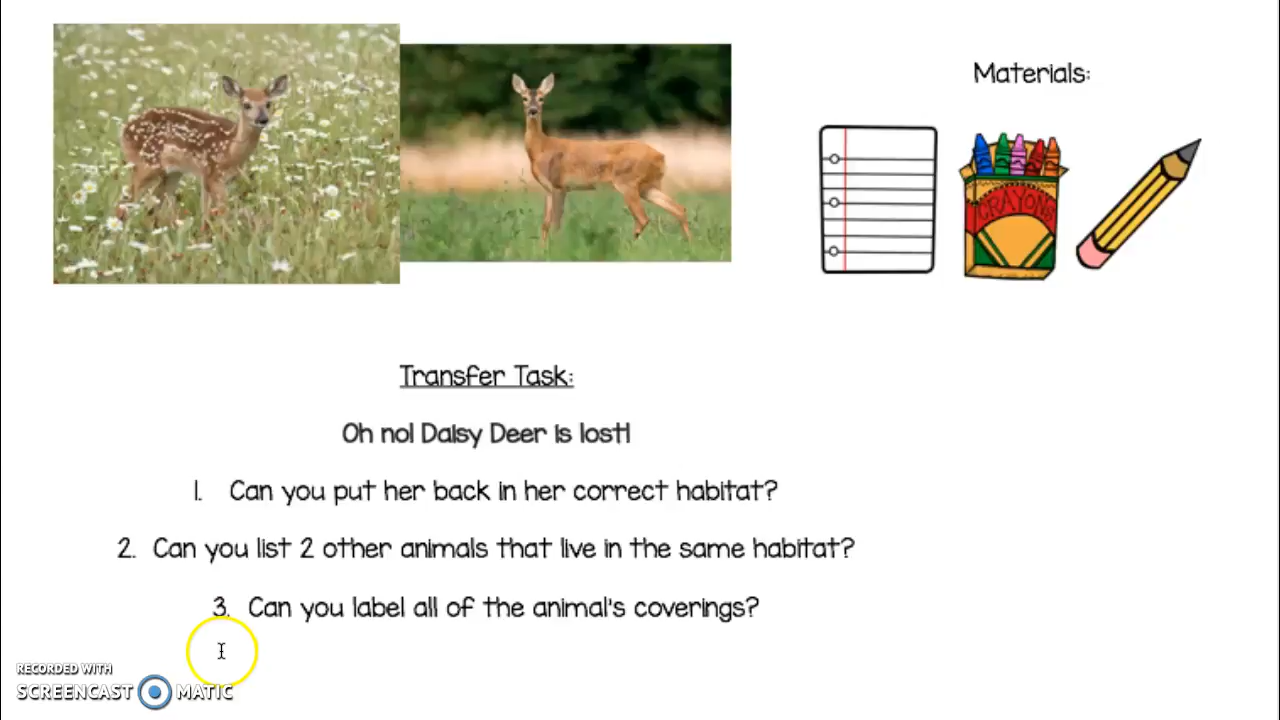 Materials:
CRAYONS
Transfer Task:
Oh no! Daisy Deer is lost!
1. Can you put her back in her correct habitat?
2. Can you list 2 other animals that live in the same habitat?
3. Can you label all of the animal's coverings?
RECORDED WITH
SCREENCAST MATIC